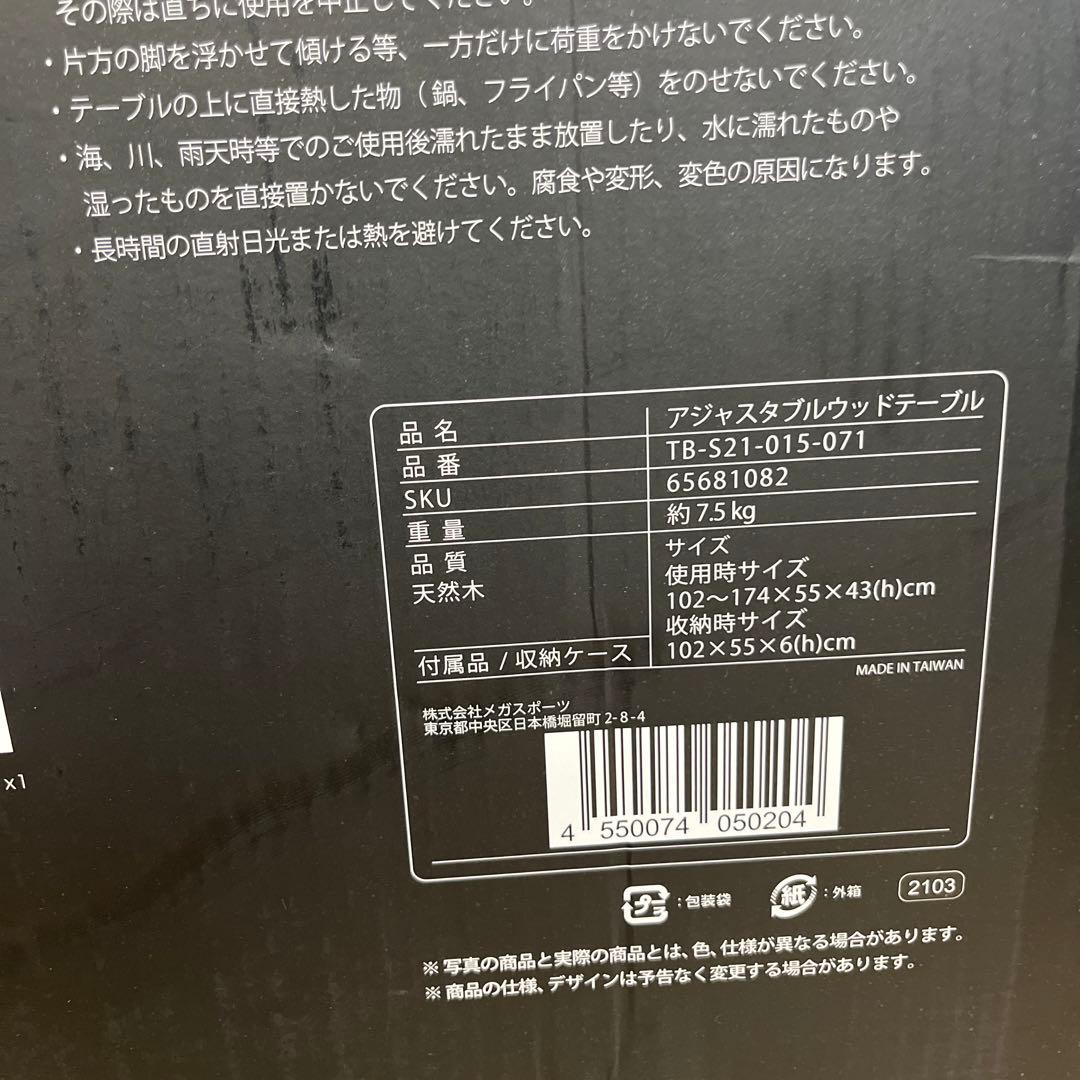 その際は直ちに使用を中止してください。
・片方の脚を浮かせて傾ける等、一方だけに荷重をかけないでください。
・テーブルの上に直接熱した物（鍋、フライパン等）をのせないでください。
・海、川、雨天時等でのご使用後濡れたまま放置したり、水に濡れたものや
湿ったものを直接置かないでください。腐食や変形、変色の原因になります。
・長時間の直射日光または熱を避けてください。
品 名 アジャスタブルウッドテーブル
品 番 TB-S21-015-071
SKU 65681082
重 量 約 7.5 kg
品 質 サイズ
天然木 使用時サイズ
102～174×55×43(h)cm
収納時サイズ
付属品 / 収納ケース 102×55×6(h)cm
MADE IN TAIWAN
株式会社メガスポーツ
東京都中央区日本橋堀留町 2-8-4
4 550074 050204
x1
プラ : 包装袋 紙 : 外箱 2103
※ 写真の商品と実際の商品とは、色、仕様が異なる場合があります。
※ 商品の仕様、デザインは予告なく変更する場合があります。